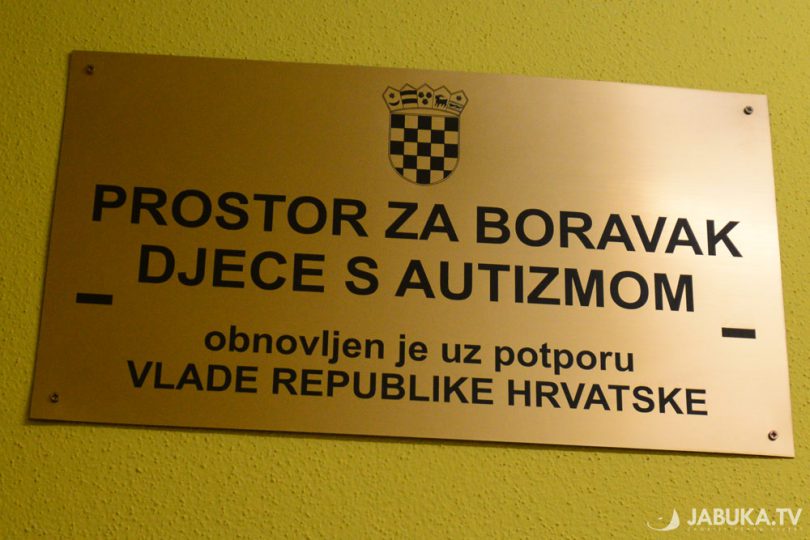 PROSTOR ZA BORAVAK
DJECE S AUTIZMOM
obnovljen je uz potporu
VLADE REPUBLIKE HRVATSKE
JABUKA.TV